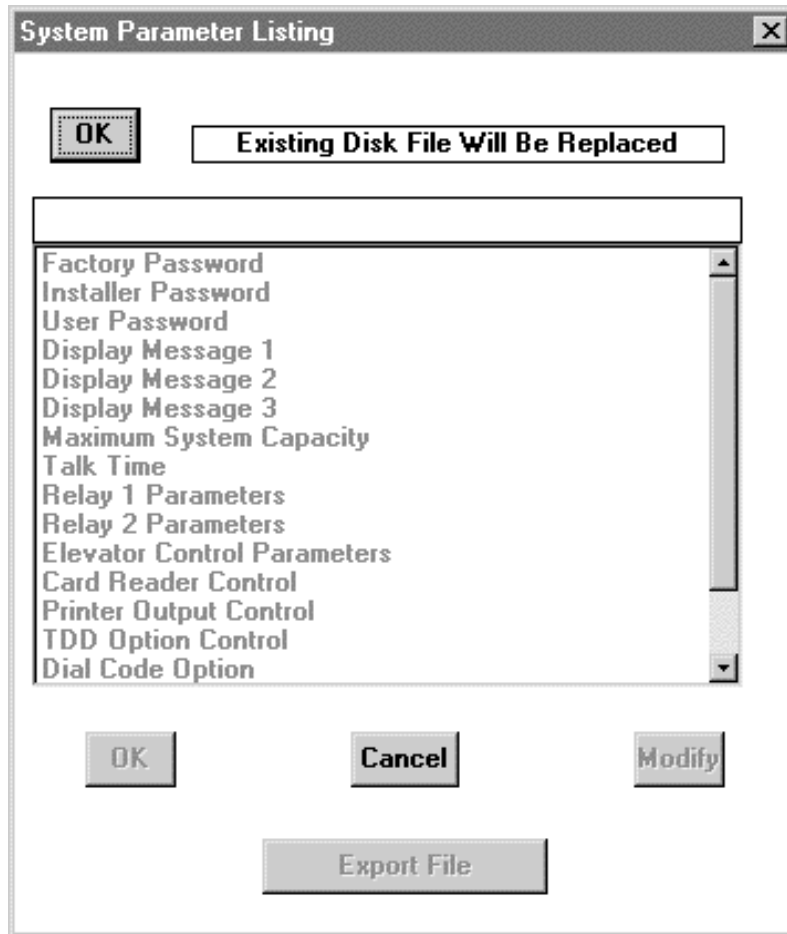 System Parameter Listing
OK
Existing Disk File Will Be Replaced
Factory Password
Installer Password
User Password
Display Message 1
Display Message 2
Display Message 3
Maximum System Capacity
Talk Time
Relay 1 Parameters
Relay 2 Parameters
Elevator Control Parameters
Card Reader Control
Printer Output Control
TDD Option Control
Dial Code Option
OK
Cancel
Modify
Export File